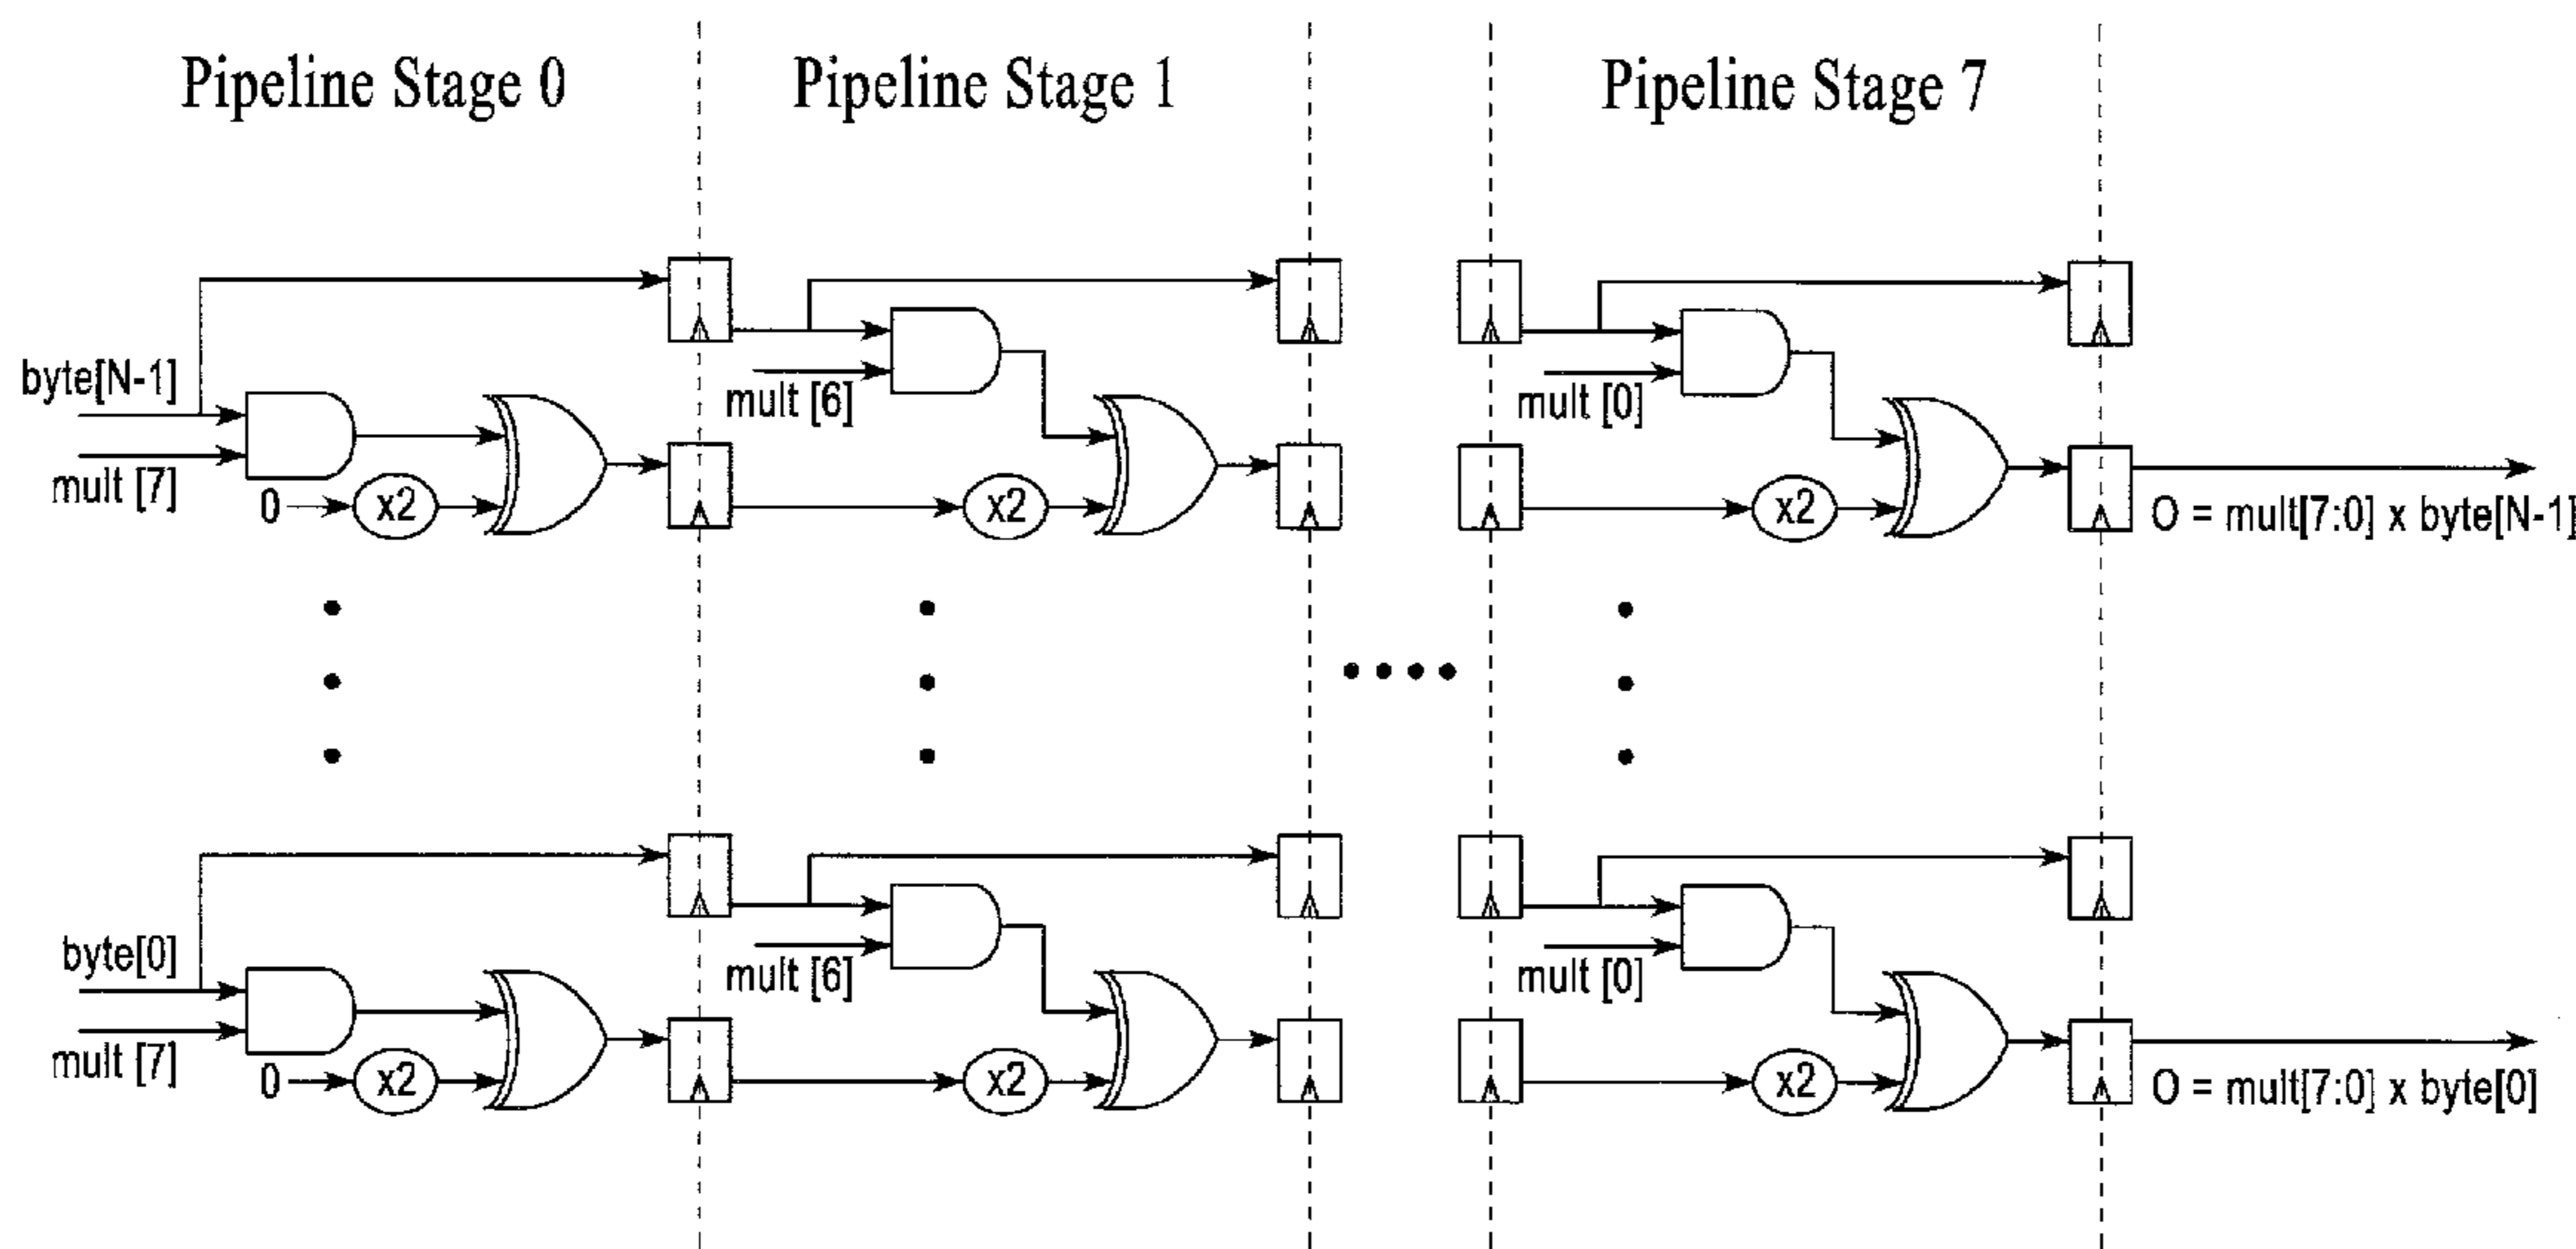 Pipeline Stage 0
Pipeline Stage 1
Pipeline Stage 7
byte[N-1]
mult [7]
0
x2
mult [6]
x2
mult [0]
x2
O = mult[7:0] x byte[N-1]
byte[0]
mult [7]
0
x2
mult [6]
x2
mult [0]
x2
O = mult[7:0] x byte[0]